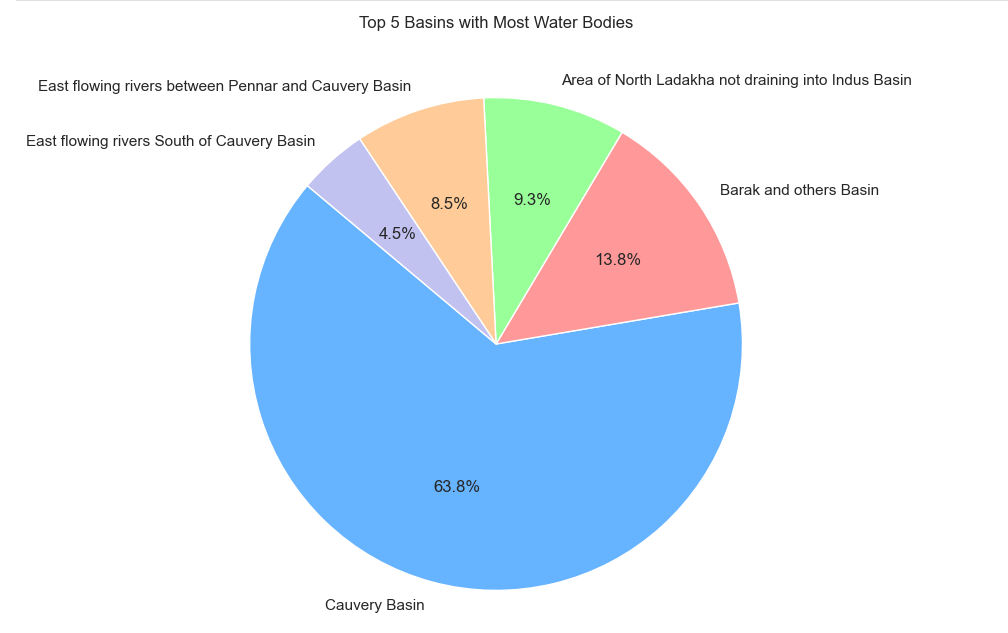 Top 5 Basins with Most Water Bodies
Area of North Ladakha not draining into Indus Basin
East flowing rivers between Pennar and Cauvery Basin
East flowing rivers South of Cauvery Basin
Barak and others Basin
9.3%
8.5%
4.5%
13.8%
63.8%
Cauvery Basin